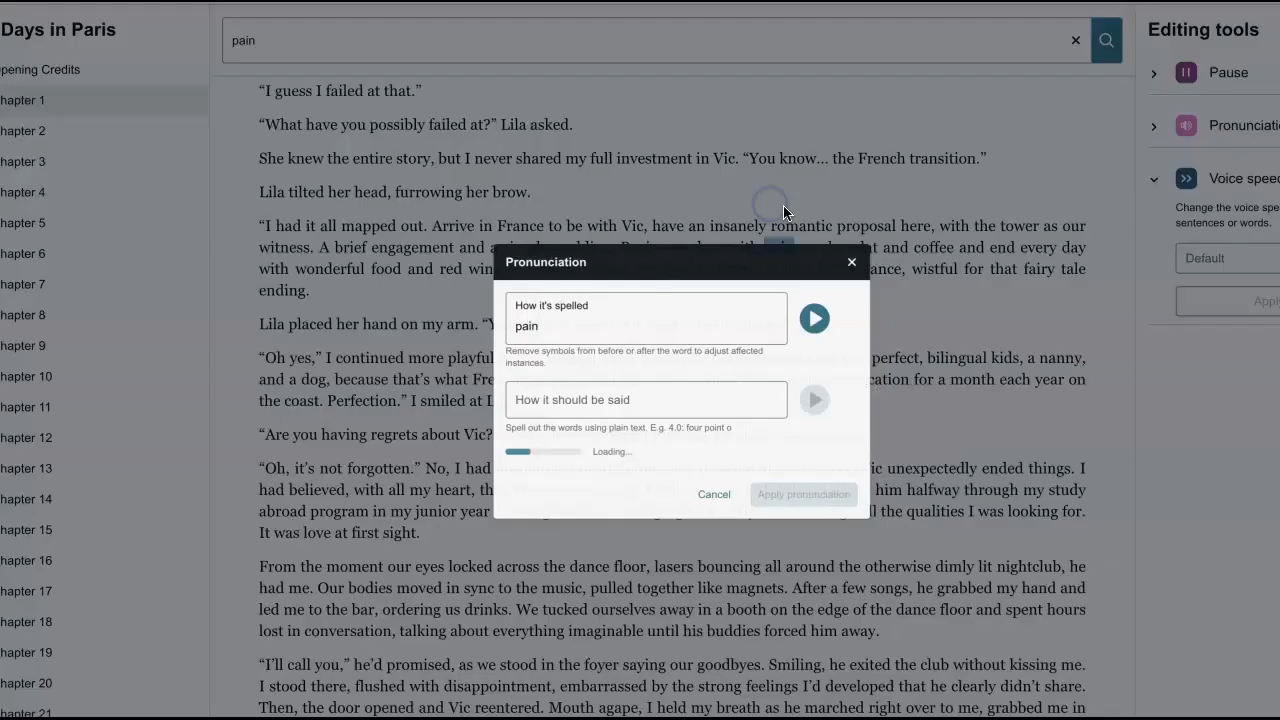 Days in Paris
pening Credits
hapter 1
hapter 2
hapter 3
hapter 4
hapter 5
hapter 6
hapter 7
hapter 8
hapter 9
hapter 10
hapter 11
hapter 12
hapter 13
hapter 14
hapter 15
hapter 16
hapter 17
hapter 18
hapter 19
hapter 20
hapter 21
pain
“I guess I failed at that.”
“What have you possibly failed at?” Lila asked.
She knew the entire story, but I never shared my full investment in Vic. “You know... the French transition.”
Lila tilted her head, furrowing her brow.
“I had it all mapped out. Arrive in France to be with Vic, have an insanely romantic proposal here, with the tower as our
witness. A brief engagement and and coffee and end every day
with wonderful food and red wistful for that fairy tale
ending.
Lila placed her hand on my arm.
“Oh yes,” I continued more perfect, bilingual kids, a nanny,
and a dog, because that’s what for a month each year on
the coast. Perfection.” I smiled at
“Are you having regrets about Vic?
“Oh, it’s not forgotten.” No, I had unexpectedly ended things. I
had believed, with all my heart, him halfway through my study
abroad program in my junior year the qualities I was looking for.
It was love at first sight.
From the moment our eyes locked across the dance floor, lasers bouncing all around the otherwise dimly lit nightclub, he
had me. Our bodies moved in sync to the music, pulled together like magnets. After a few songs, he grabbed my hand and
led me to the bar, ordering us drinks. We tucked ourselves away in a booth on the edge of the dance floor and spent hours
lost in conversation, talking about everything imaginable until his buddies forced him away.
“I’ll call you,” he’d promised, as we stood in the foyer saying our goodbyes. Smiling, he exited the club without kissing me.
I stood there, flushed with disappointment, embarrassed by the strong feelings I’d developed that he clearly didn’t share.
Then, the door opened and Vic reentered. Mouth agape, I held my breath as he marched right over to me, grabbed me in
Pronunciation
How it's spelled
pain
Remove symbols from before or after the word to adjust affected
instances.
How it should be said
Spell out the words using plain text. E.g. 4.0: four point o
Loading...
Cancel
Apply pronunciation
Editing tools
Pause
Pronunciati
Voice speed
Change the voice spe
sentences or words.
Default
Apply